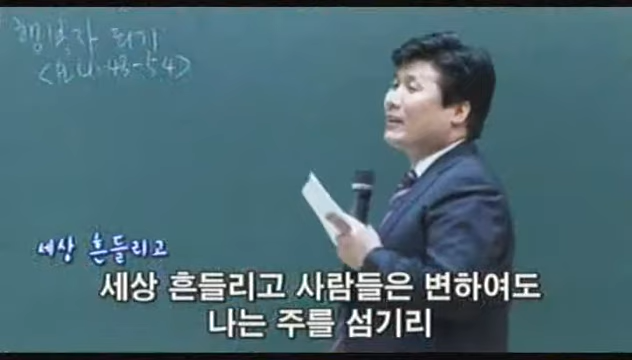 행복자 되기
세상 흔들리고
세상 흔들리고 사람들은 변하여도
나는 주를 섬기리